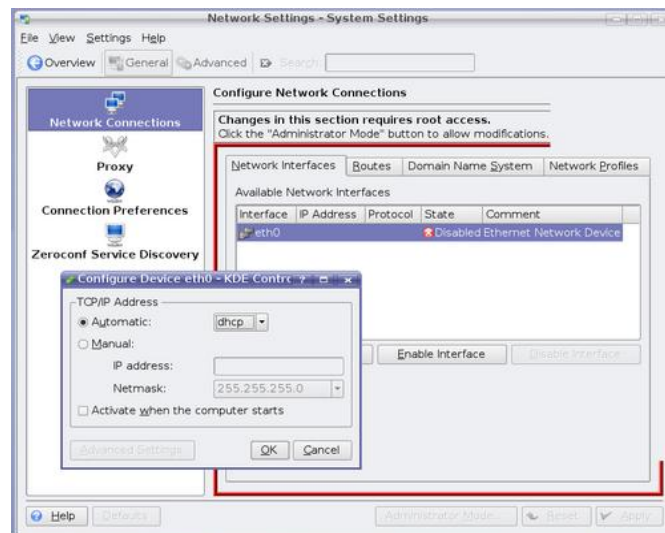 Network Settings - System Settings
File View Settings Help
Overview General Advanced Search:
Configure Network Connections
Changes in this section requires root access.
Click the "Administrator Mode" button to allow modifications.
Network Connections
Proxy
Connection Preferences
Zeroconf Service Discovery
Network Interfaces Routes Domain Name System Network Profiles
Available Network Interfaces
Interface IP Address Protocol State Comment
eth0 Disabled Ethernet Network Device
Enable Interface Disable Interface
Configure Device eth0 - KDE Contro
TCP/IP Address
Automatic: dhcp
Manual:
IP address:
Netmask: 255.255.255.0
Activate when the computer starts
Advanced Settings OK Cancel
Help Defaults Administrator Mode... Reset Apply